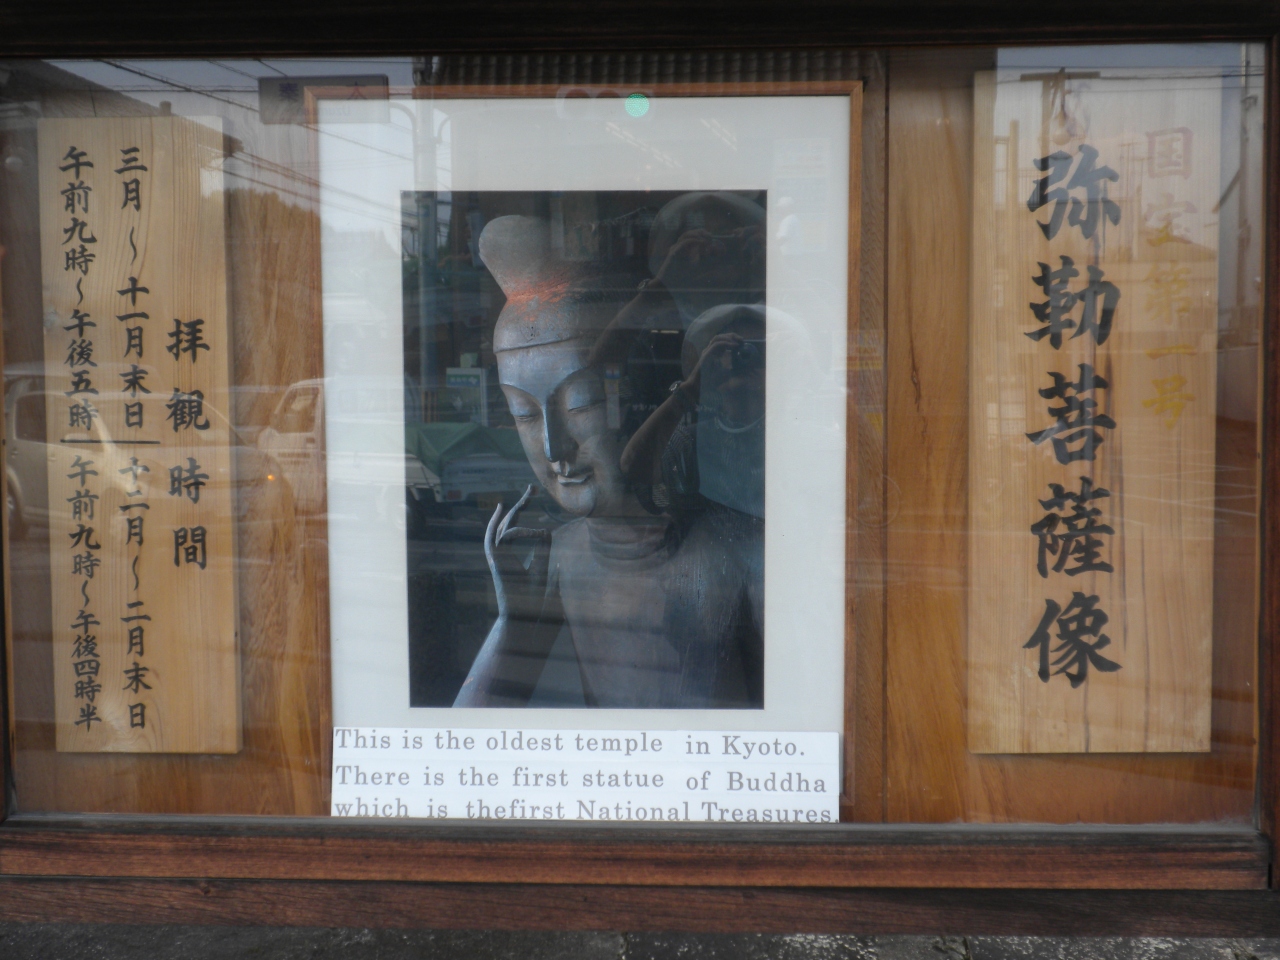 国宝第一号
弥勒菩薩像
拝観時間
三月～十一月末日
午前九時～午後五時
十二月～二月末日
午前九時～午後四時半
This is the oldest temple in Kyoto.
There is the first statue of Buddha
which is thefirst National Treasures.